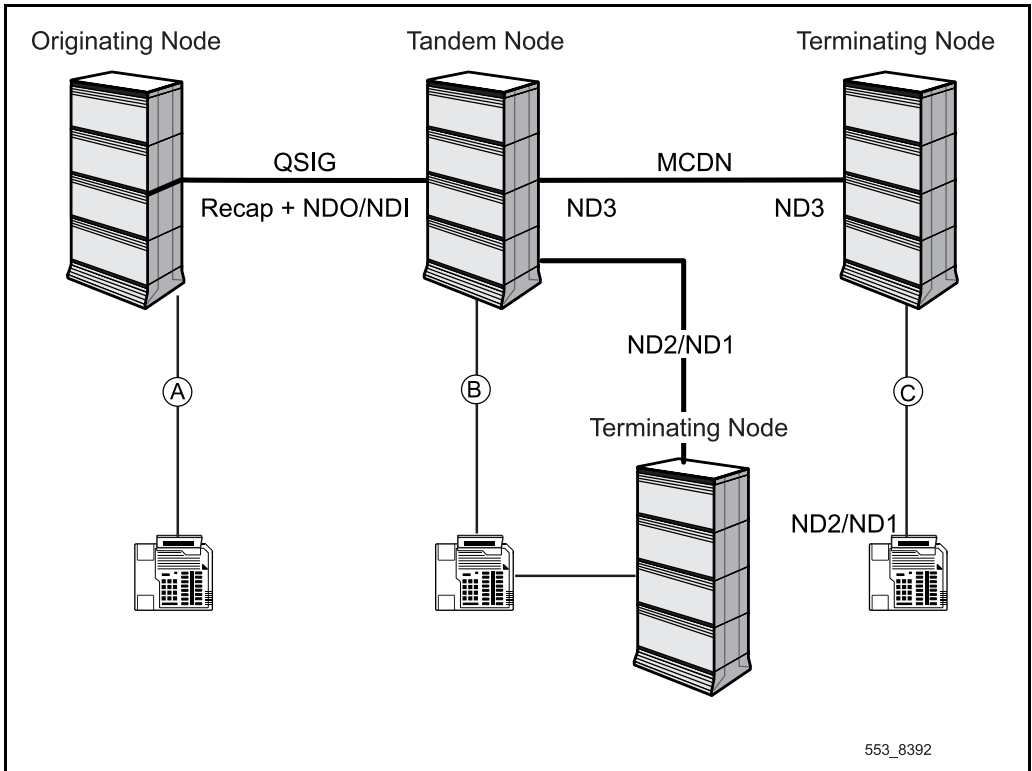 Originating Node
Tandem Node
Terminating Node
QSIG
MCDN
Recap + NDO/NDI
ND3
ND3
ND2/ND1
A
B
C
Terminating Node
ND2/ND1
553_8392